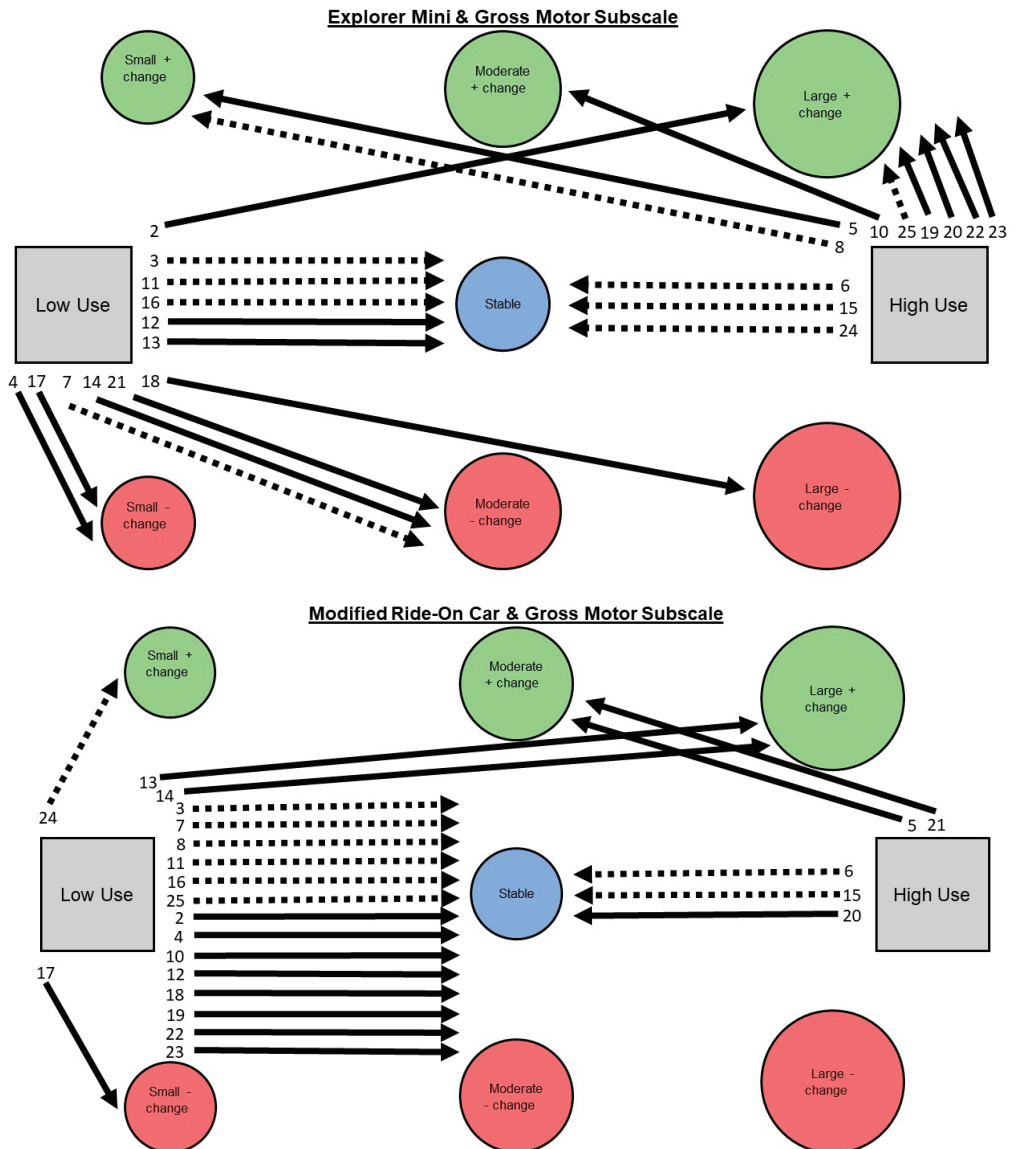 Explorer Mini & Gross Motor Subscale
Small +
change
Moderate
+ change
Large +
change
2
5
10
25
19
20
22
23
8
3
11
16
12
13
Low Use
Stable
6
15
24
High Use
4
17
7
14
21
18
Small -
change
Moderate
- change
Large -
change
Modified Ride-On Car & Gross Motor Subscale
Small +
change
Moderate
+ change
Large +
change
13
14
24
5
21
3
7
8
11
16
25
2
4
10
12
18
19
22
23
Low Use
Stable
6
15
20
High Use
17
Small -
change
Moderate
- change
Large -
change